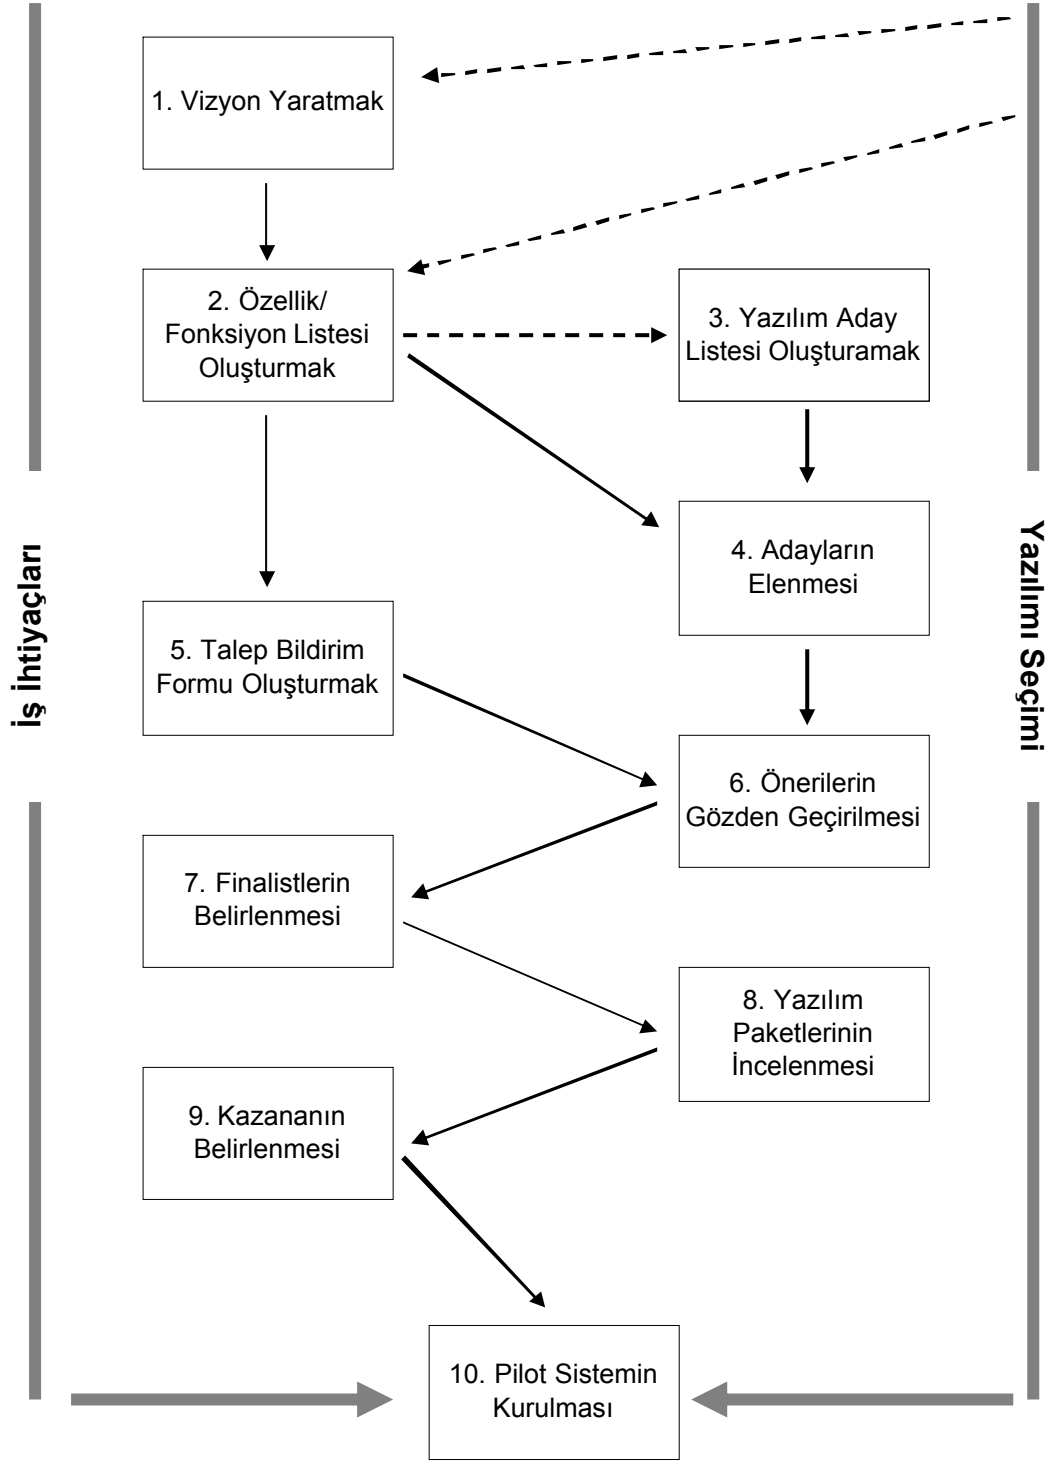 1. Vizyon Yaratmak
2. Özellik/
Fonksiyon Listesi
Oluşturmak
3. Yazılım Aday
Listesi Oluşturamak
4. Adayların
Elenmesi
İş İhtiyaçları
Yazılımı Seçimi
5. Talep Bildirim
Formu Oluşturmak
6. Önerilerin
Gözden Geçirilmesi
7. Finalistlerin
Belirlenmesi
8. Yazılım
Paketlerinin
İncelenmesi
9. Kazananın
Belirlenmesi
10. Pilot Sistemin
Kurulması